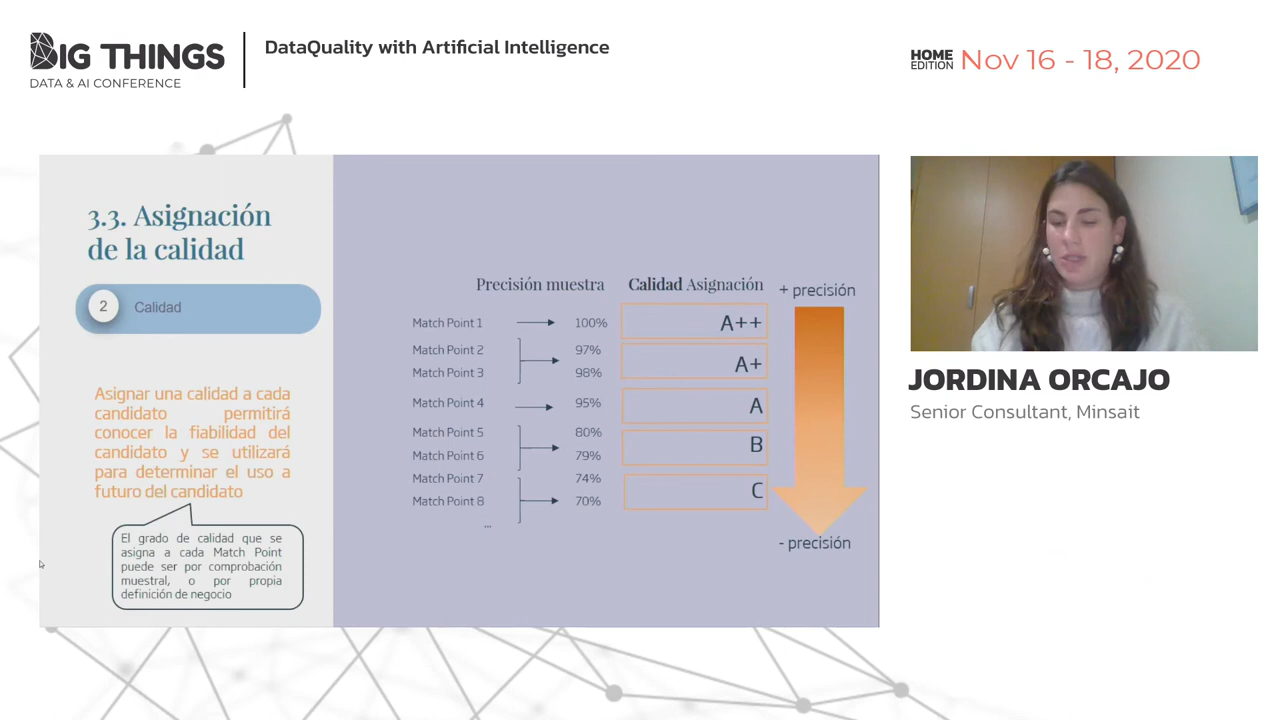 BIG THINGS
DATA & AI CONFERENCE
DataQuality with Artificial Intelligence
HOME
EDITION
Nov 16 - 18, 2020
3.3. Asignación
de la calidad
2
Calidad
Asignar una calidad a cada
candidato permitirá
conocer la fiabilidad del
candidato y se utilizará
para determinar el uso a
futuro del candidato
El grado de calidad que se
asigna a cada Match Point
puede ser por comprobación
muestral, o por propia
definición de negocio
Precisión muestra
Calidad Asignación
+ precisión
Match Point 1 100% A++
Match Point 2 97%
A+
Match Point 3 98%
Match Point 4 95% A
Match Point 5 80%
B
Match Point 6 79%
Match Point 7 74%
C
Match Point 8 70%
...
- precisión
JORDINA ORCAJO
Senior Consultant, Minsait